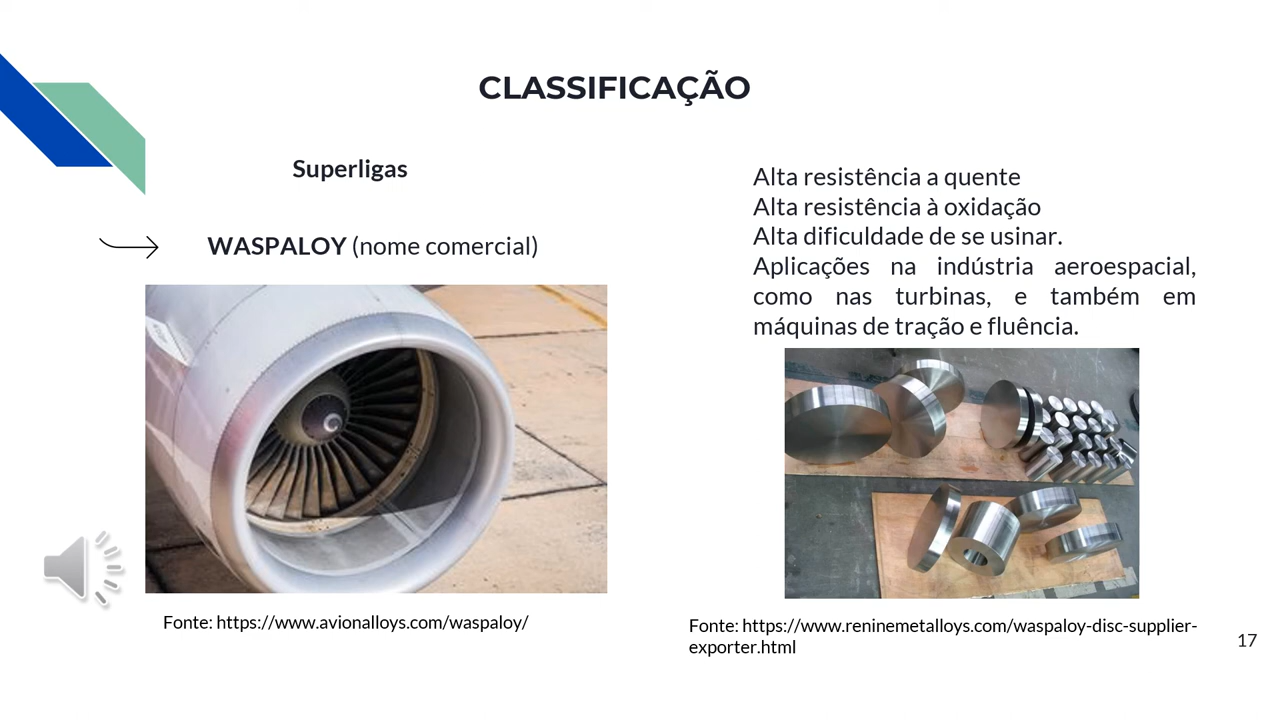 CLASSIFICAÇÃO
Superligas
WASPALOY (nome comercial)
Fonte: https://www.avionalloys.com/waspaloy/
Alta resistência a quente
Alta resistência à oxidação
Alta dificuldade de se usinar.
Aplicações na indústria aeroespacial,
como nas turbinas, e também em
máquinas de tração e fluência.
Fonte: https://www.reninemetalloys.com/waspaloy-disc-supplier-
exporter.html
17